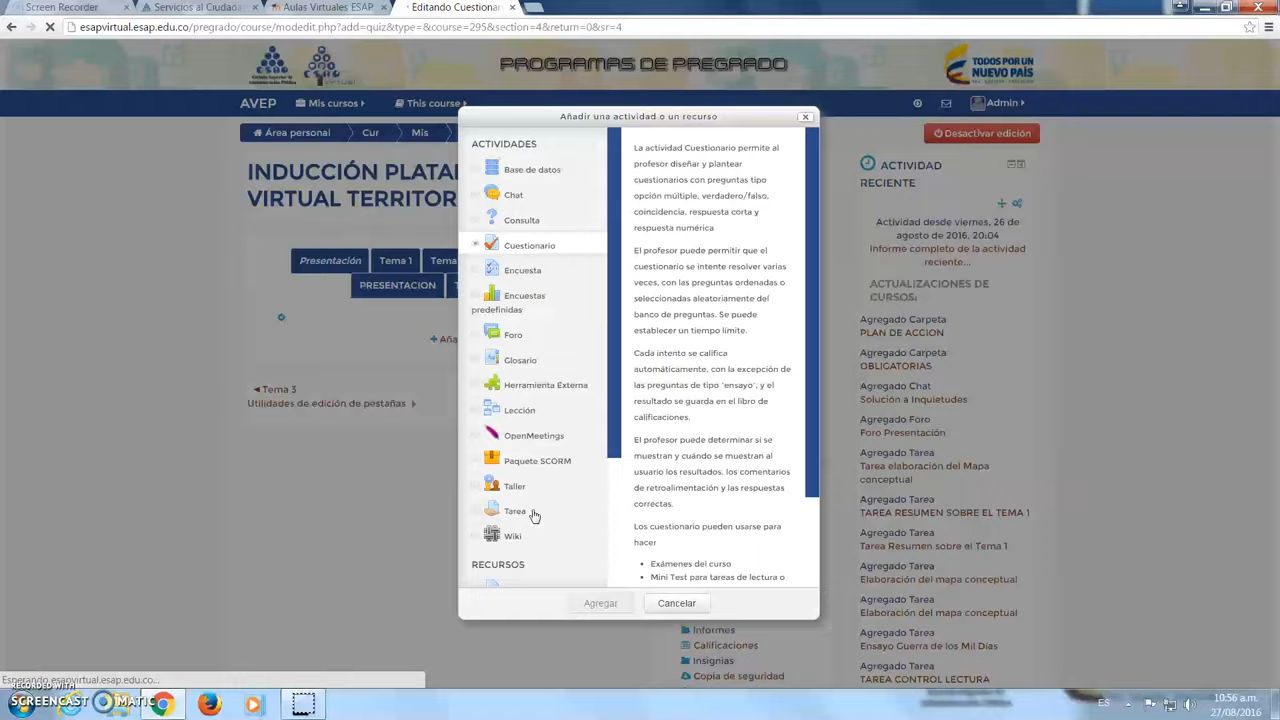 Screen Recorder
Servicios al Ciudada
Aulas Virtuales ESAP
Editando Cuestionar
esapvirtual.esap.edu.co/pregrado/course/modedit.php?add=quiz&type=&course=295&section=4&return=0&sr=4
PROGRAMAS DE PREGRADO
TODOS POR UN
NUEVO PAÍS
AVEP
Mis cursos
This course
Admin
Área personal
Cur
Mis
Desactivar edición
INDUCCIÓN PLATA
VIRTUAL TERRITOR
Presentación
Tema 1
Tema
PRESENTACION
T
Aña
Tema 3
Utilidades de edición de pestañas
Añadir una actividad o un recurso
ACTIVIDADES
Base de datos
Chat
Consulta
Cuestionario
Encuesta
Encuestas
predefinidas
Foro
Glosario
Herramienta Externa
Lección
OpenMeetings
Paquete SCORM
Taller
Tarea
Wiki
RECURSOS
La actividad Cuestionario permite al
profesor diseñar y plantear
cuestionarios con preguntas tipo
opción múltiple, verdadero/falso,
coincidencia, respuesta corta y
respuesta numérica
El profesor puede permitir que el
cuestionario se intente resolver varias
veces, con las preguntas ordenadas o
seleccionadas aleatoriamente del
banco de preguntas. Se puede
establecer un tiempo límite.
Cada intento se califica
automáticamente, con la excepción de
las preguntas de tipo "ensayo", y el
resultado se guarda en el libro de
calificaciones.
El profesor puede determinar si se
muestran y cuándo se muestran al
usuario los resultados, los comentarios
de retroalimentación y las respuestas
correctas.
Los cuestionario pueden usarse para
hacer
• Exámenes del curso
• Mini Test para tareas de lectura o
Agregar
Cancelar
ACTIVIDAD
RECIENTE
Actividad desde viernes, 26 de
agosto de 2016, 20:04
Informe completo de la actividad
reciente...
ACTUALIZACIONES DE
CURSOS:
Agregado Carpeta
PLAN DE ACCION
Agregado Carpeta
OBLIGATORIAS
Agregado Chat
Solución a Inquietudes
Agregado Foro
Foro Presentación
Agregado Tarea
Tarea elaboración del Mapa
conceptual
Agregado Tarea
TAREA RESUMEN SOBRE EL TEMA 1
Agregado Tarea
Tarea Resumen sobre el Tema 1
Agregado Tarea
Elaboración del mapa conceptual
Agregado Tarea
Elaboración del mapa conceptual
Agregado Tarea
Ensayo Guerra de los Mil Días
Agregado Tarea
TAREA CONTROL LECTURA
Informes
Calificaciones
Insignias
Copia de seguridad
Esperando esapvirtual.esap.edu.co...
RECORDED WITH
SCREENCAST MATIC
ES
10:56 a.m.
27/08/2016